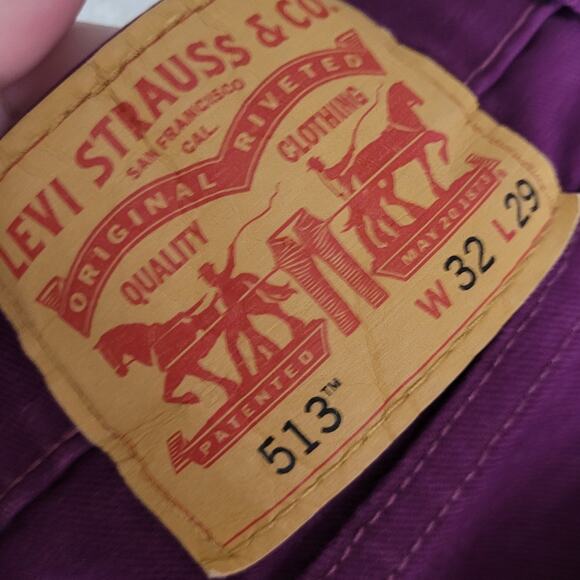 LEVI STRAUSS & CO.
SAN FRANCISCO
CAL.
ORIGINAL RIVETED
QUALITY CLOTHING
PATENTED MAY 20 1873
513™ W 32 L 29